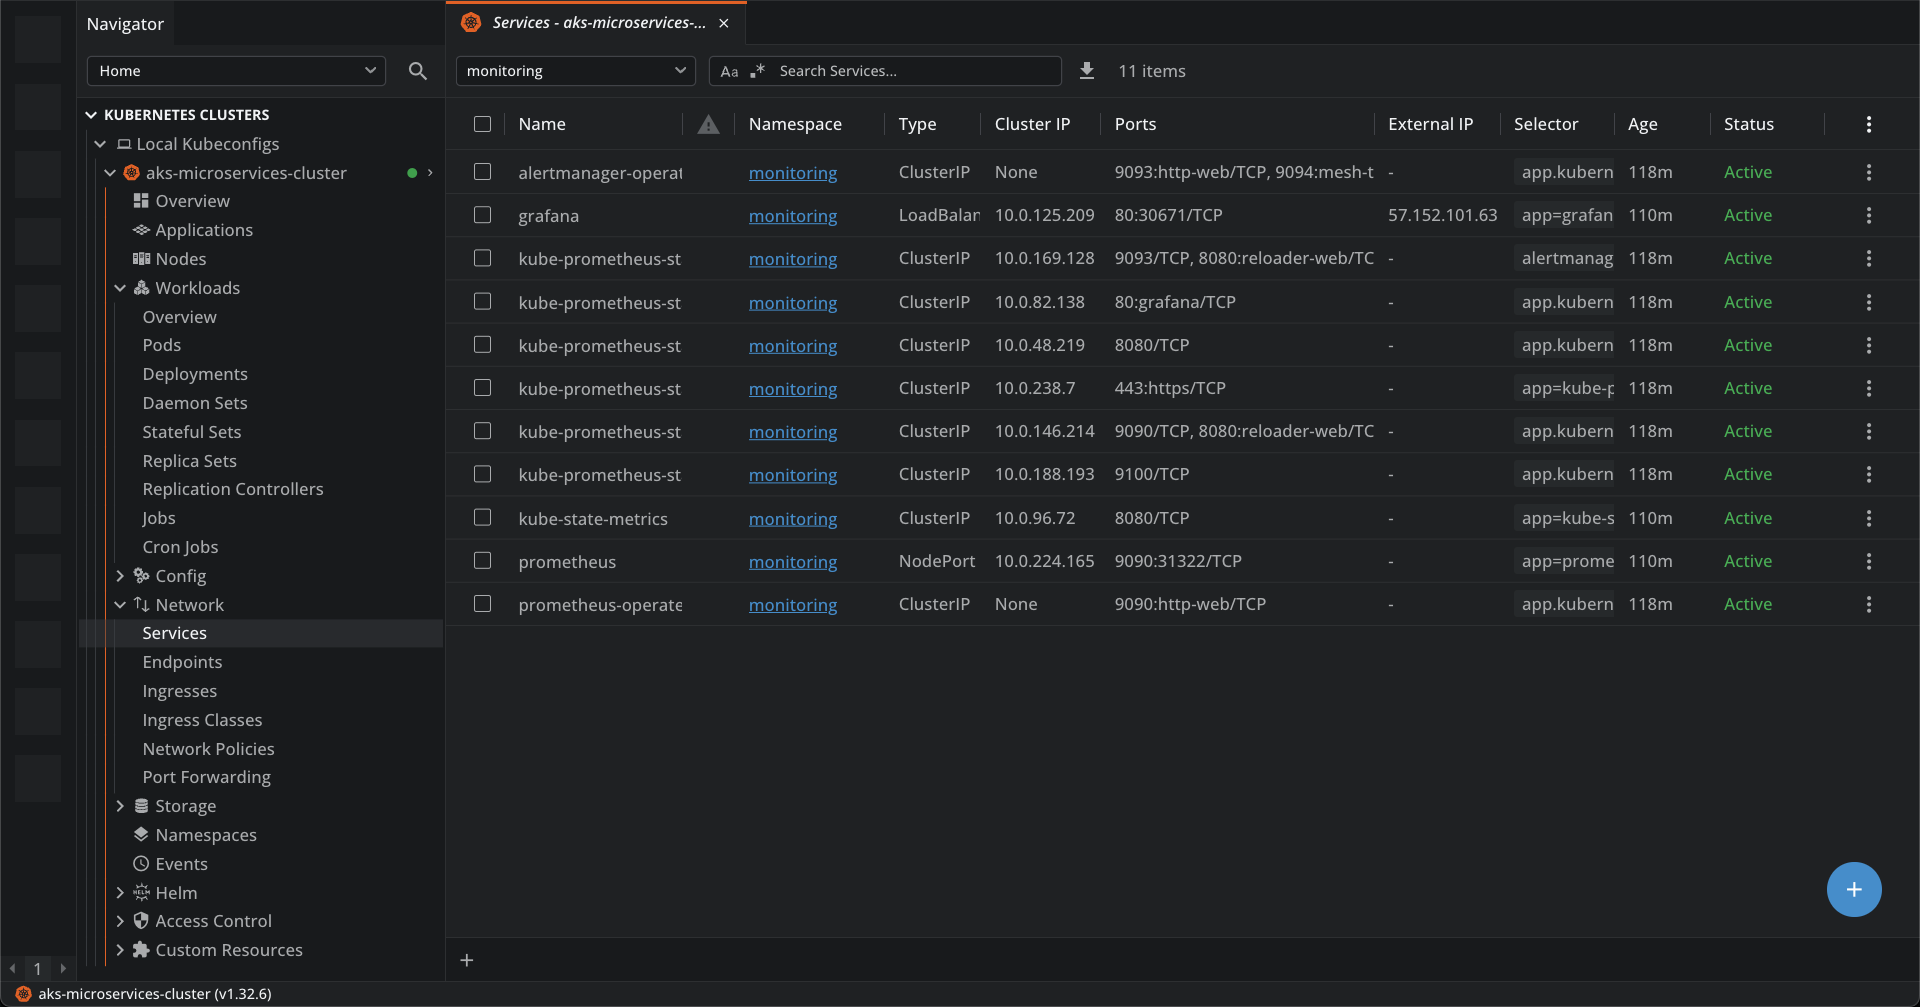 Navigator
Services - aks-microservices-...
Home
monitoring
Aa .* Search Services...
11 items
KUBERNETES CLUSTERS
Local Kubeconfigs
aks-microservices-cluster
Overview
Applications
Nodes
Workloads
Overview
Pods
Deployments
Daemon Sets
Stateful Sets
Replica Sets
Replication Controllers
Jobs
Cron Jobs
Config
Network
Services
Endpoints
Ingresses
Ingress Classes
Network Policies
Port Forwarding
Storage
Namespaces
Events
HELM Helm
Access Control
Custom Resources
Name Namespace Type Cluster IP Ports External IP Selector Age Status
alertmanager-operat monitoring ClusterIP None 9093:http-web/TCP, 9094:mesh-t - app.kubern 118m Active
grafana monitoring LoadBalan 10.0.125.209 80:30671/TCP 57.152.101.63 app=grafan 110m Active
kube-prometheus-st monitoring ClusterIP 10.0.169.128 9093/TCP, 8080:reloader-web/TC - alertmanag 118m Active
kube-prometheus-st monitoring ClusterIP 10.0.82.138 80:grafana/TCP - app.kubern 118m Active
kube-prometheus-st monitoring ClusterIP 10.0.48.219 8080/TCP - app.kubern 118m Active
kube-prometheus-st monitoring ClusterIP 10.0.238.7 443:https/TCP - app=kube-p 118m Active
kube-prometheus-st monitoring ClusterIP 10.0.146.214 9090/TCP, 8080:reloader-web/TC - app.kubern 118m Active
kube-prometheus-st monitoring ClusterIP 10.0.188.193 9100/TCP - app.kubern 118m Active
kube-state-metrics monitoring ClusterIP 10.0.96.72 8080/TCP - app=kube-s 110m Active
prometheus monitoring NodePort 10.0.224.165 9090:31322/TCP - app=prome 110m Active
prometheus-operate monitoring ClusterIP None 9090:http-web/TCP - app.kubern 118m Active
+
+
1
aks-microservices-cluster (v1.32.6)